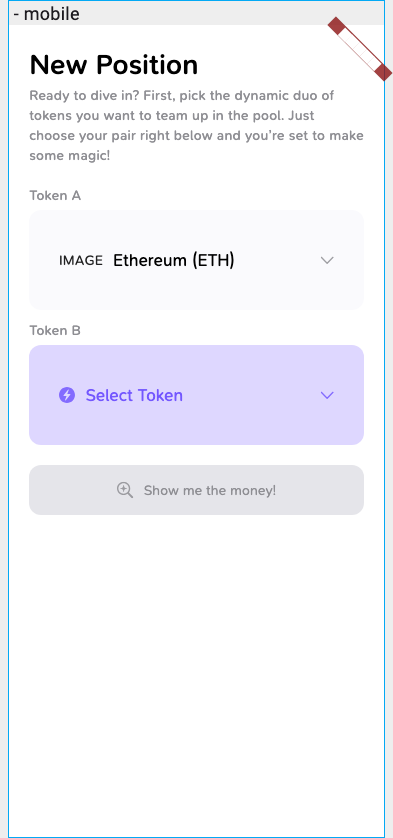 - mobile
New Position
Ready to dive in? First, pick the dynamic duo of
tokens you want to team up in the pool. Just
choose your pair right below and you're set to make
some magic!
Token A
IMAGE Ethereum (ETH)
Token B
Select Token
Show me the money!